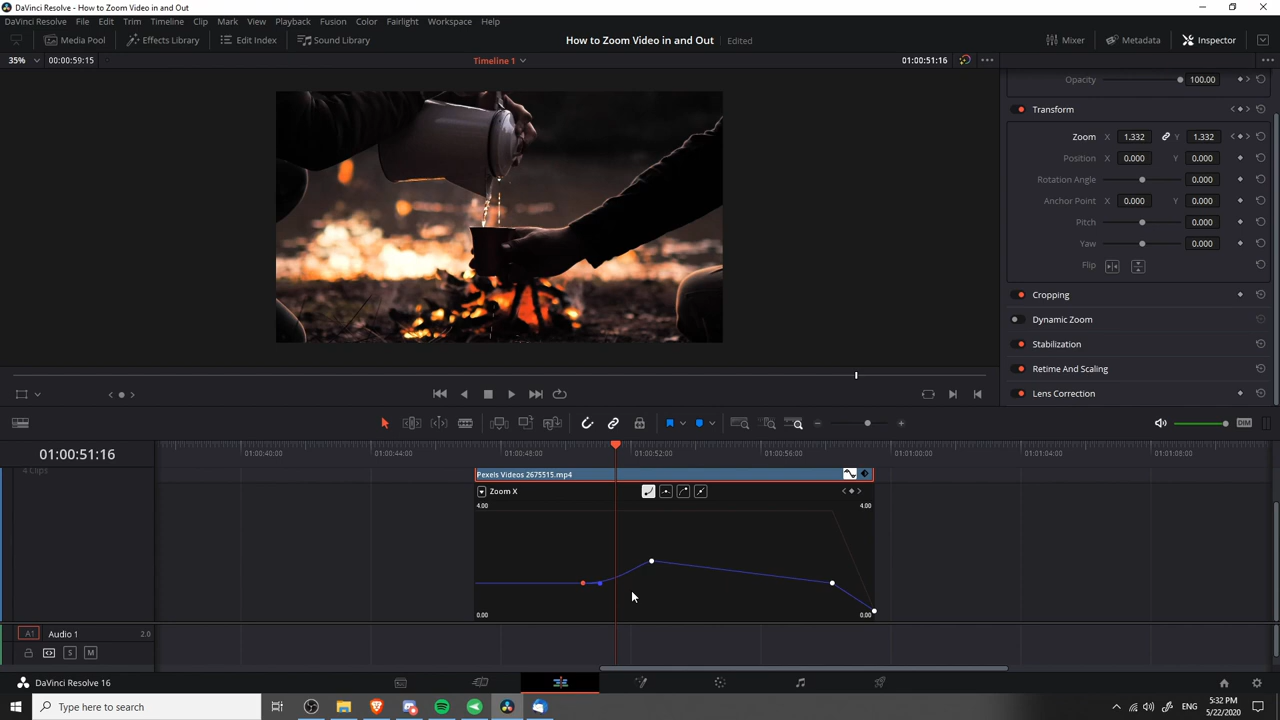 DaVinci Resolve - How to Zoom Video in and Out
DaVinci Resolve File Edit Trim Timeline Clip Mark View Playback Fusion Color Fairlight Workspace Help
Media Pool Effects Library Edit Index Sound Library How to Zoom Video in and Out Edited Mixer Metadata Inspector
35% 00:00:59:15 Timeline 1 01:00:51:16
Opacity 100.00
Transform
Zoom X 1.332 Y 1.332
Position X 0.000 Y 0.000
Rotation Angle 0.000
Anchor Point X 0.000 Y 0.000
Pitch 0.000
Yaw 0.000
Flip
Cropping
Dynamic Zoom
Stabilization
Retime And Scaling
Lens Correction
DIM
01:00:51:16 01:00:40:00 01:00:44:00 01:00:48:00 01:00:52:00 01:00:56:00 01:01:00:00 01:01:04:00 01:01:08:00
4 Clips
Pexels Videos 2675515.mp4
Zoom X
4.00 4.00
0.00 0.00
A1 Audio 1 2.0
S M
DaVinci Resolve 16
Type here to search
ENG
5:32 PM
5/22/2020